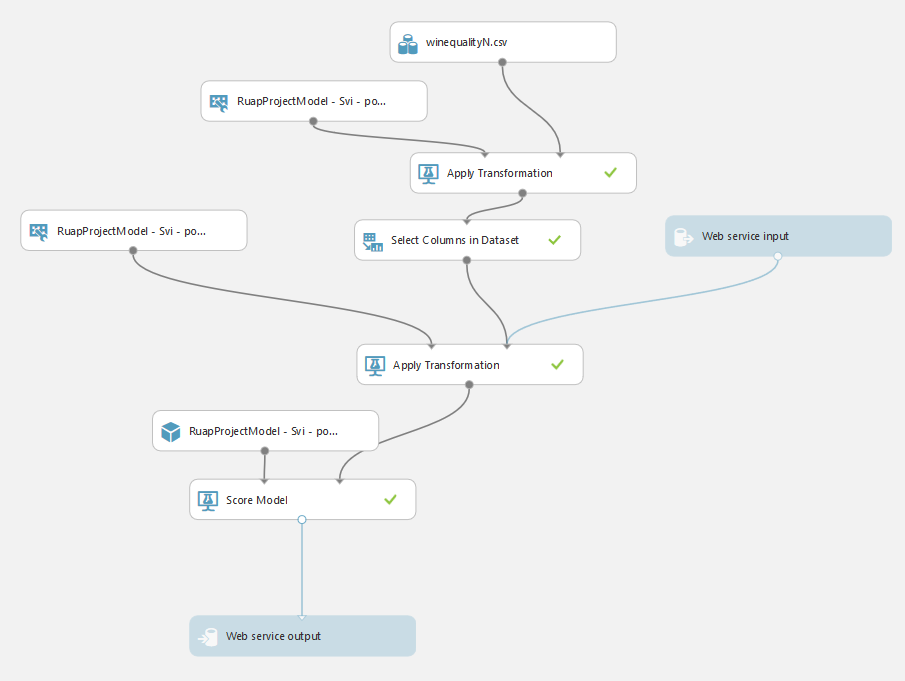 winequalityN.csv
RuapProjectModel - Svi - po...
Apply Transformation
RuapProjectModel - Svi - po...
Select Columns in Dataset
Web service input
Apply Transformation
RuapProjectModel - Svi - po...
Score Model
Web service output